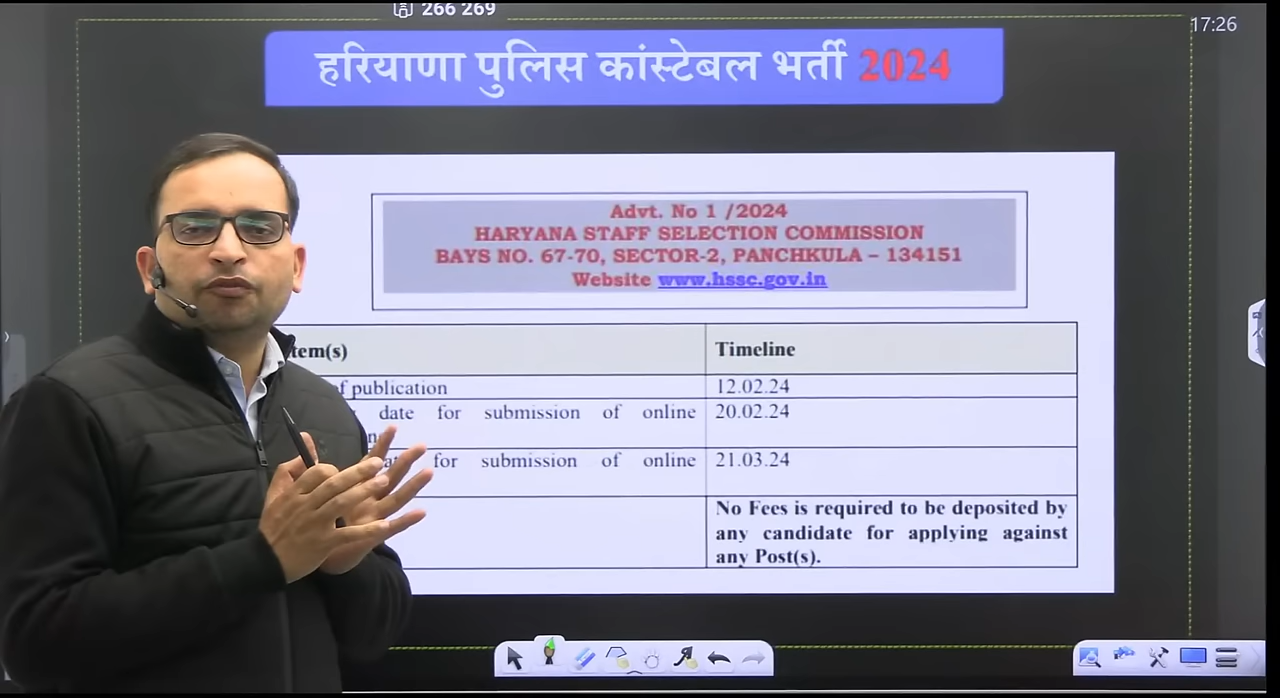 266 269
17:26
हरियाणा पुलिस कांस्टेबल भर्ती 2024
Advt. No 1 /2024
HARYANA STAFF SELECTION COMMISSION
BAYS NO. 67-70, SECTOR-2, PANCHKULA – 134151
Website www.hssc.gov.in
tem(s) Timeline
of publication 12.02.24
date for submission of online 20.02.24
for submission of online 21.03.24
No Fees is required to be deposited by
any candidate for applying against
any Post(s).